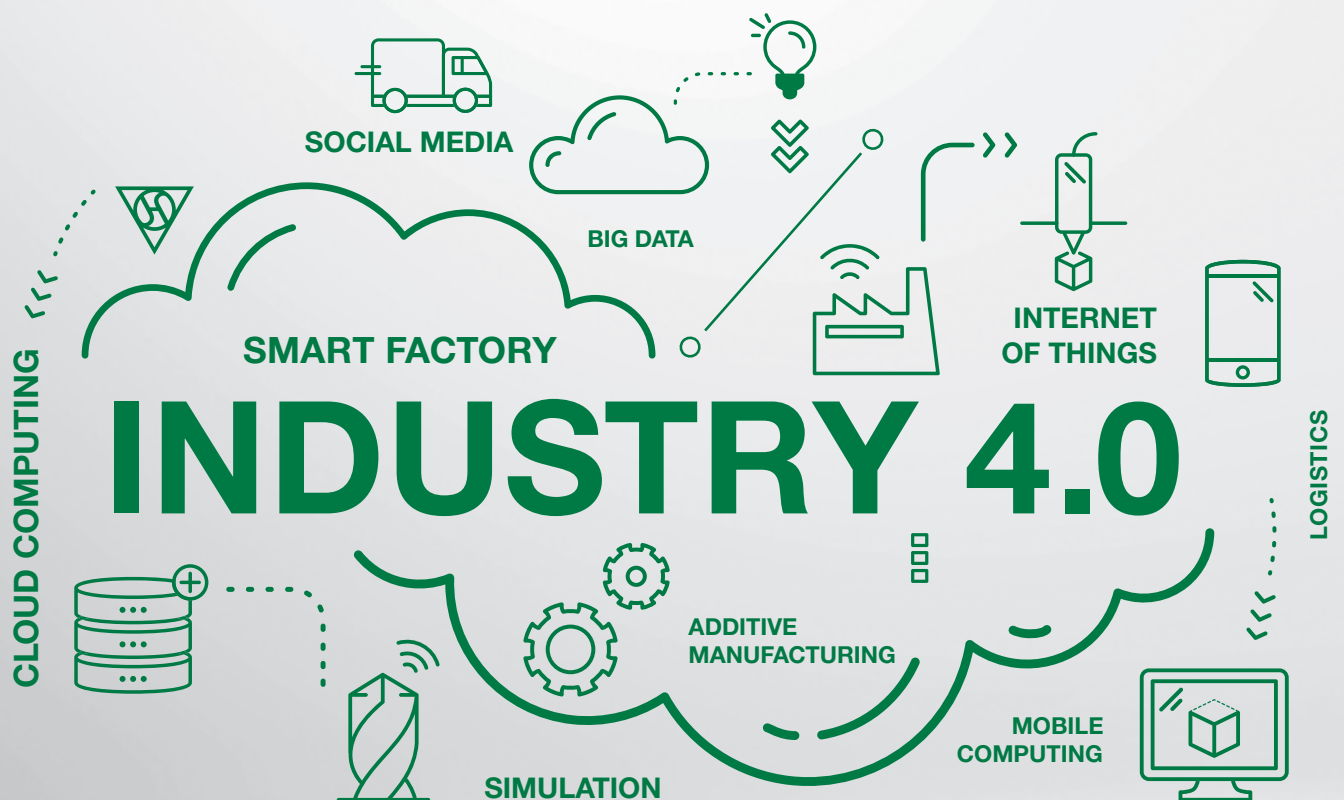 SOCIAL MEDIA
BIG DATA
INTERNET
OF THINGS
SMART FACTORY
CLOUD COMPUTING
INDUSTRY 4.0
LOGISTICS
ADDITIVE
MANUFACTURING
MOBILE
COMPUTING
SIMULATION